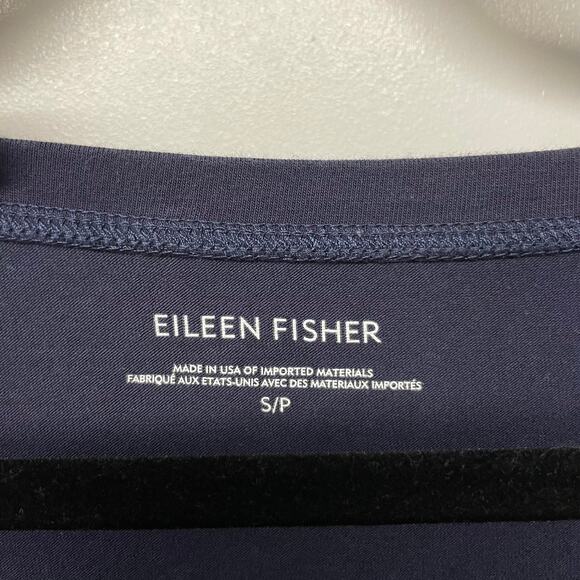 EILEEN FISHER
MADE IN USA OF IMPORTED MATERIALS
FABRIQUÉ AUX ETATS-UNIS AVEC DES MATERIAUX IMPORTÉS
S/P